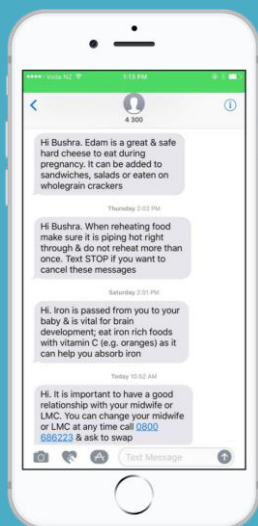 Voda NZ
1:13 PM
4 300
Hi Bushra. Edam is a great & safe
hard cheese to eat during
pregnancy. It can be added to
sandwiches, salads or eaten on
wholegrain crackers
Thursday 2:03 PM
Hi Bushra. When reheating food
make sure it is piping hot right
through & do not reheat more than
once. Text STOP if you want to
cancel these messages
Saturday 2:51 PM
Hi. Iron is passed from you to your
baby & is vital for brain
development; eat iron rich foods
with vitamin C (e.g. oranges) as it
can help you absorb iron
Today 10:52 AM
Hi. It is important to have a good
relationship with your midwife or
LMC. You can change your midwife
or LMC at any time call 0800
686223 & ask to swap
Text Message